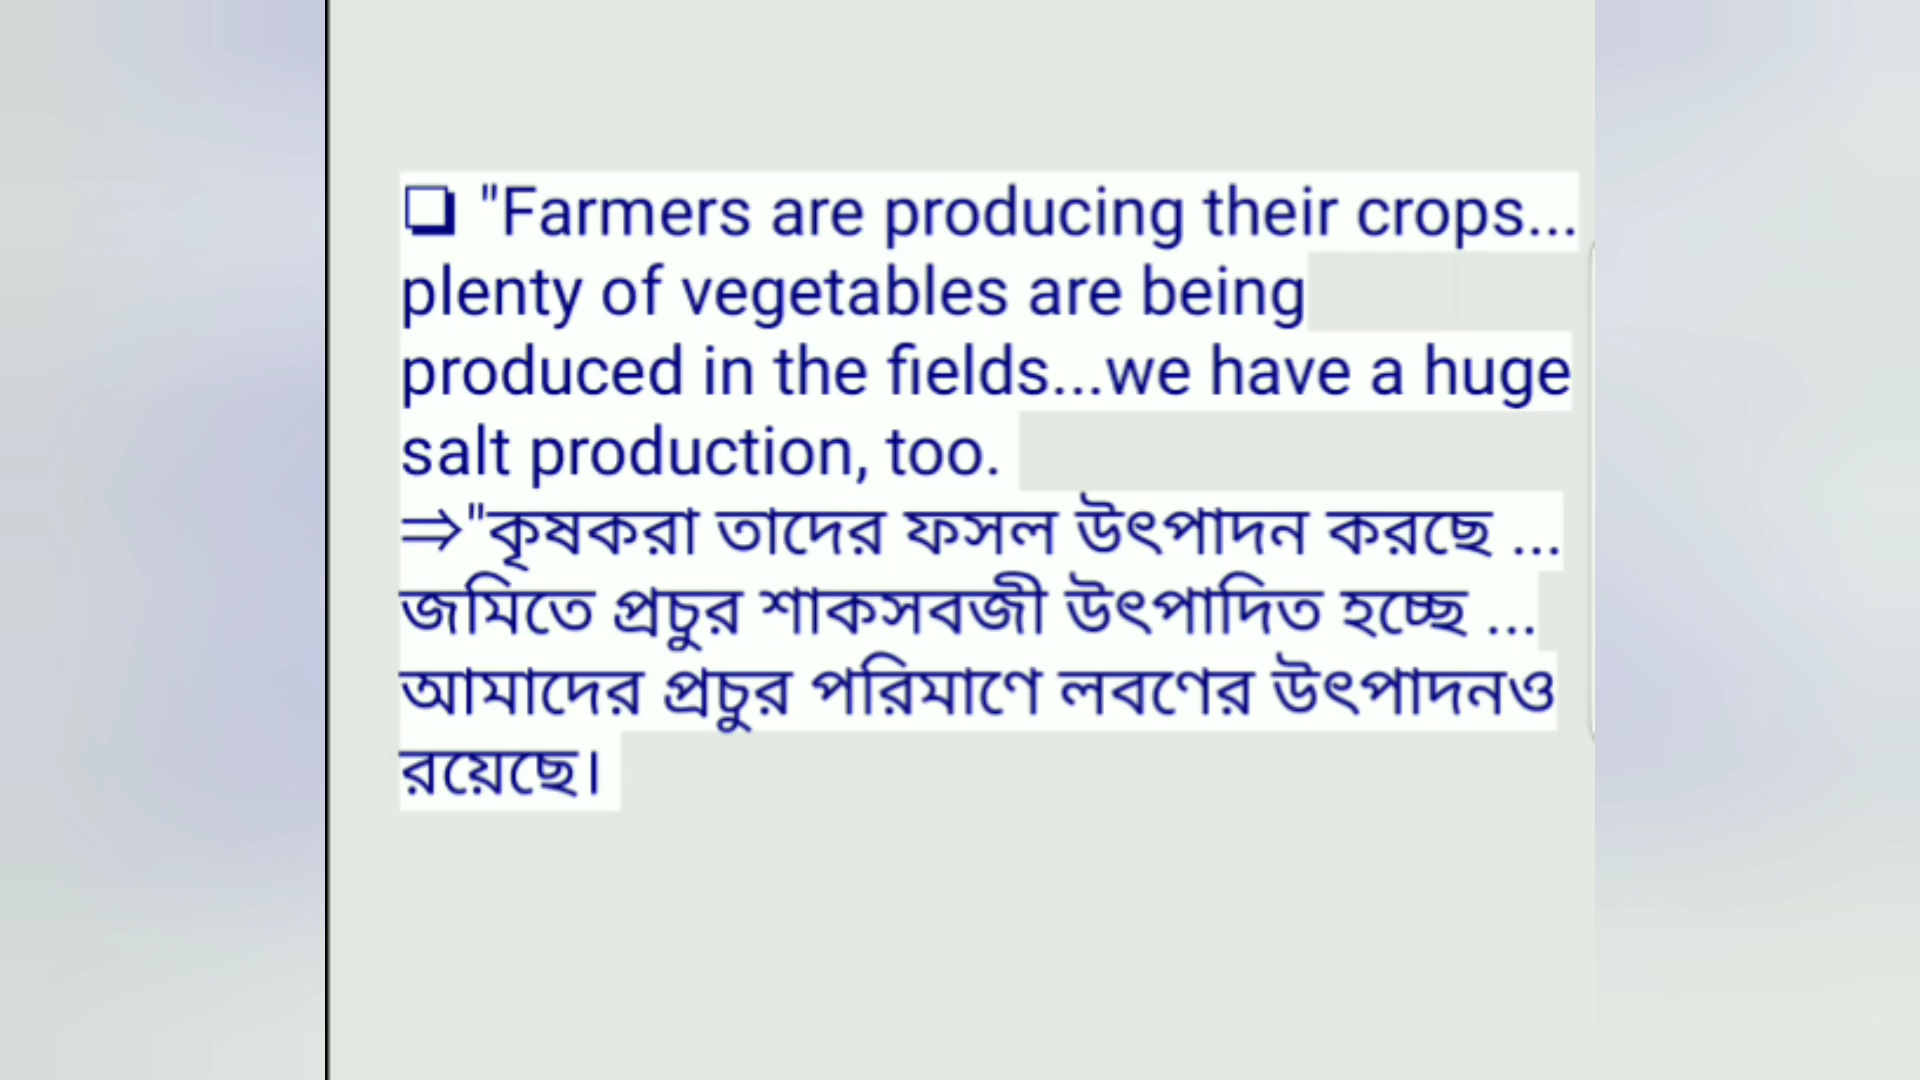 ❏ "Farmers are producing their crops...
plenty of vegetables are being
produced in the fields...we have a huge
salt production, too.
⇒"কৃষকরা তাদের ফসল উৎপাদন করছে ...
জমিতে প্রচুর শাকসবজী উৎপাদিত হচ্ছে ...
আমাদের প্রচুর পরিমাণে লবণের উৎপাদনও
রয়েছে।